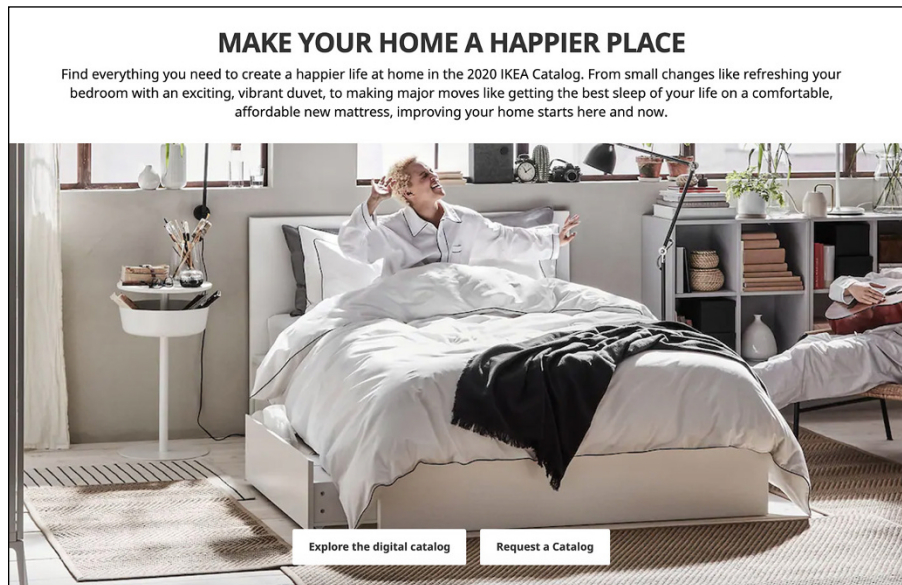 MAKE YOUR HOME A HAPPIER PLACE
Find everything you need to create a happier life at home in the 2020 IKEA Catalog. From small changes like refreshing your
bedroom with an exciting, vibrant duvet, to making major moves like getting the best sleep of your life on a comfortable,
affordable new mattress, improving your home starts here and now.
Explore the digital catalog
Request a Catalog